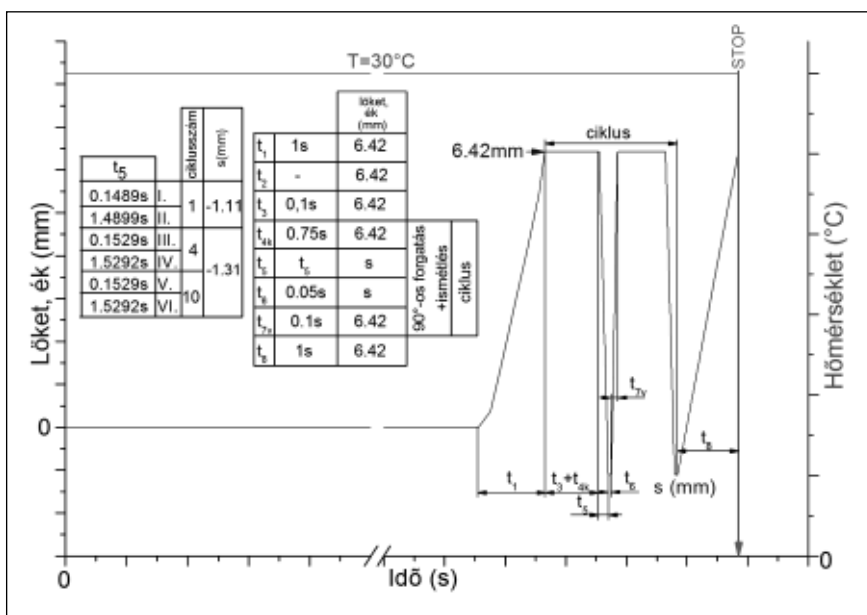 T=30°C
STOP
t5
ciklusszám
s(mm)
0.1489s I.
1.4899s II.
1 -1.11
0.1529s III.
1.5292s IV.
4
0.1529s V.
1.5292s VI.
10
-1.31
löket,
ék
(mm)
t1 1s 6.42
t2 - 6.42
t3 0,1s 6.42
t4k 0.75s 6.42
t5 t5 s
t6 0.05s s
t7v 0.1s 6.42
t8 1s 6.42
90°-os forgatás
+ismétlés
ciklus
ciklus
6.42mm
t7v
t8
t1
t3+t4k
t6
t5
s (mm)
Löket, ék (mm)
0
0
Idõ (s)
0
Hõmérséklet (°C)